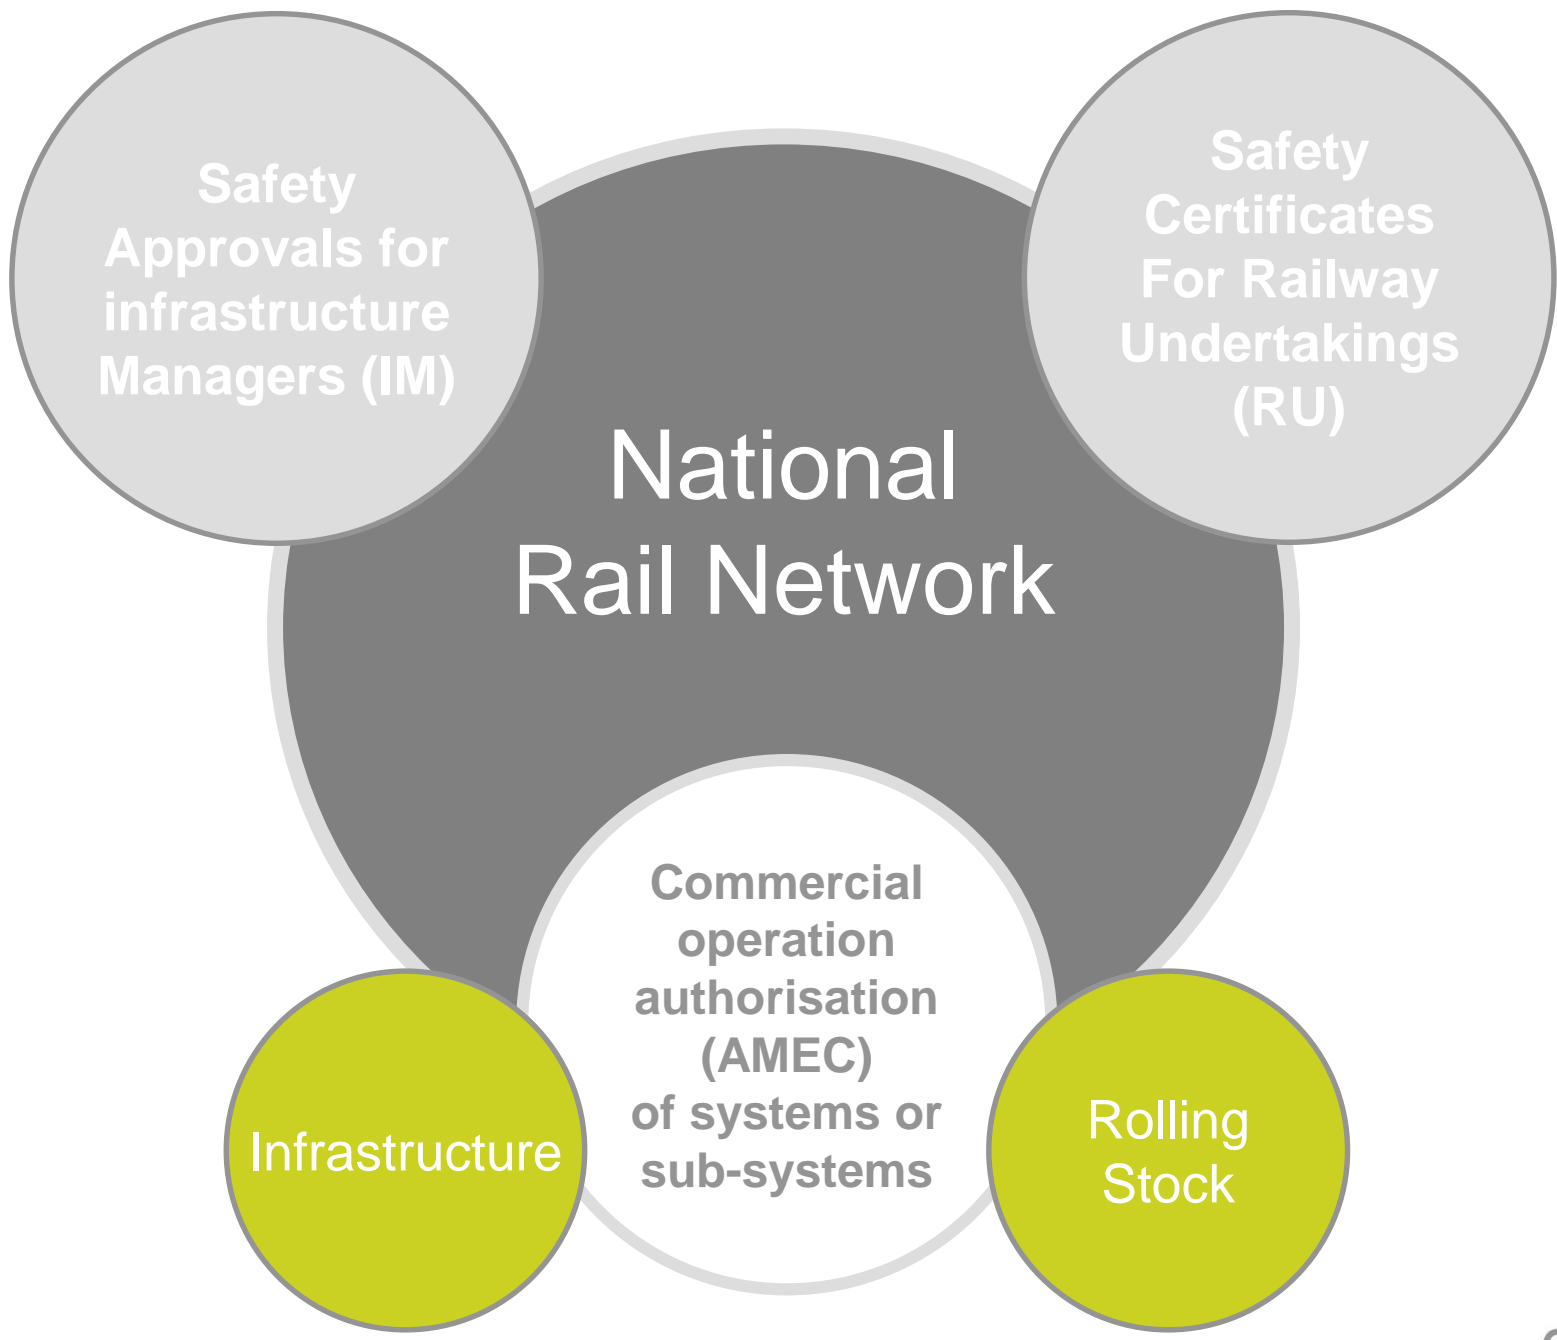 Safety
Approvals for
infrastructure
Managers (IM)
Safety
Certificates
For Railway
Undertakings
(RU)
National
Rail Network
Commercial
operation
authorisation
(AMEC)
of systems or
sub-systems
Infrastructure
Rolling
Stock